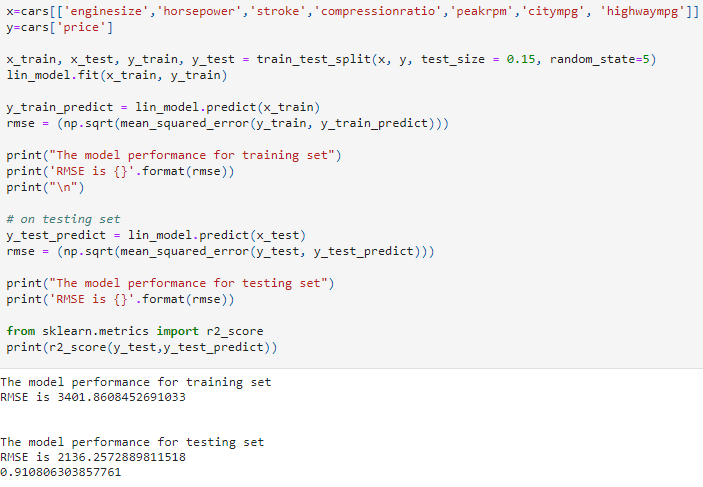 x=cars[['enginesize','horsepower','stroke','compressionratio','peakrpm','citympg', 'highwaympg']]
y=cars['price']
x_train, x_test, y_train, y_test = train_test_split(x, y, test_size = 0.15, random_state=5)
lin_model.fit(x_train, y_train)
y_train_predict = lin_model.predict(x_train)
rmse = (np.sqrt(mean_squared_error(y_train, y_train_predict)))
print("The model performance for training set")
print('RMSE is {}'.format(rmse))
print("\n")
# on testing set
y_test_predict = lin_model.predict(x_test)
rmse = (np.sqrt(mean_squared_error(y_test, y_test_predict)))
print("The model performance for testing set")
print('RMSE is {}'.format(rmse))
from sklearn.metrics import r2_score
print(r2_score(y_test,y_test_predict))
The model performance for training set
RMSE is 3401.8608452691033
The model performance for testing set
RMSE is 2136.2572889811518
0.910806303857761